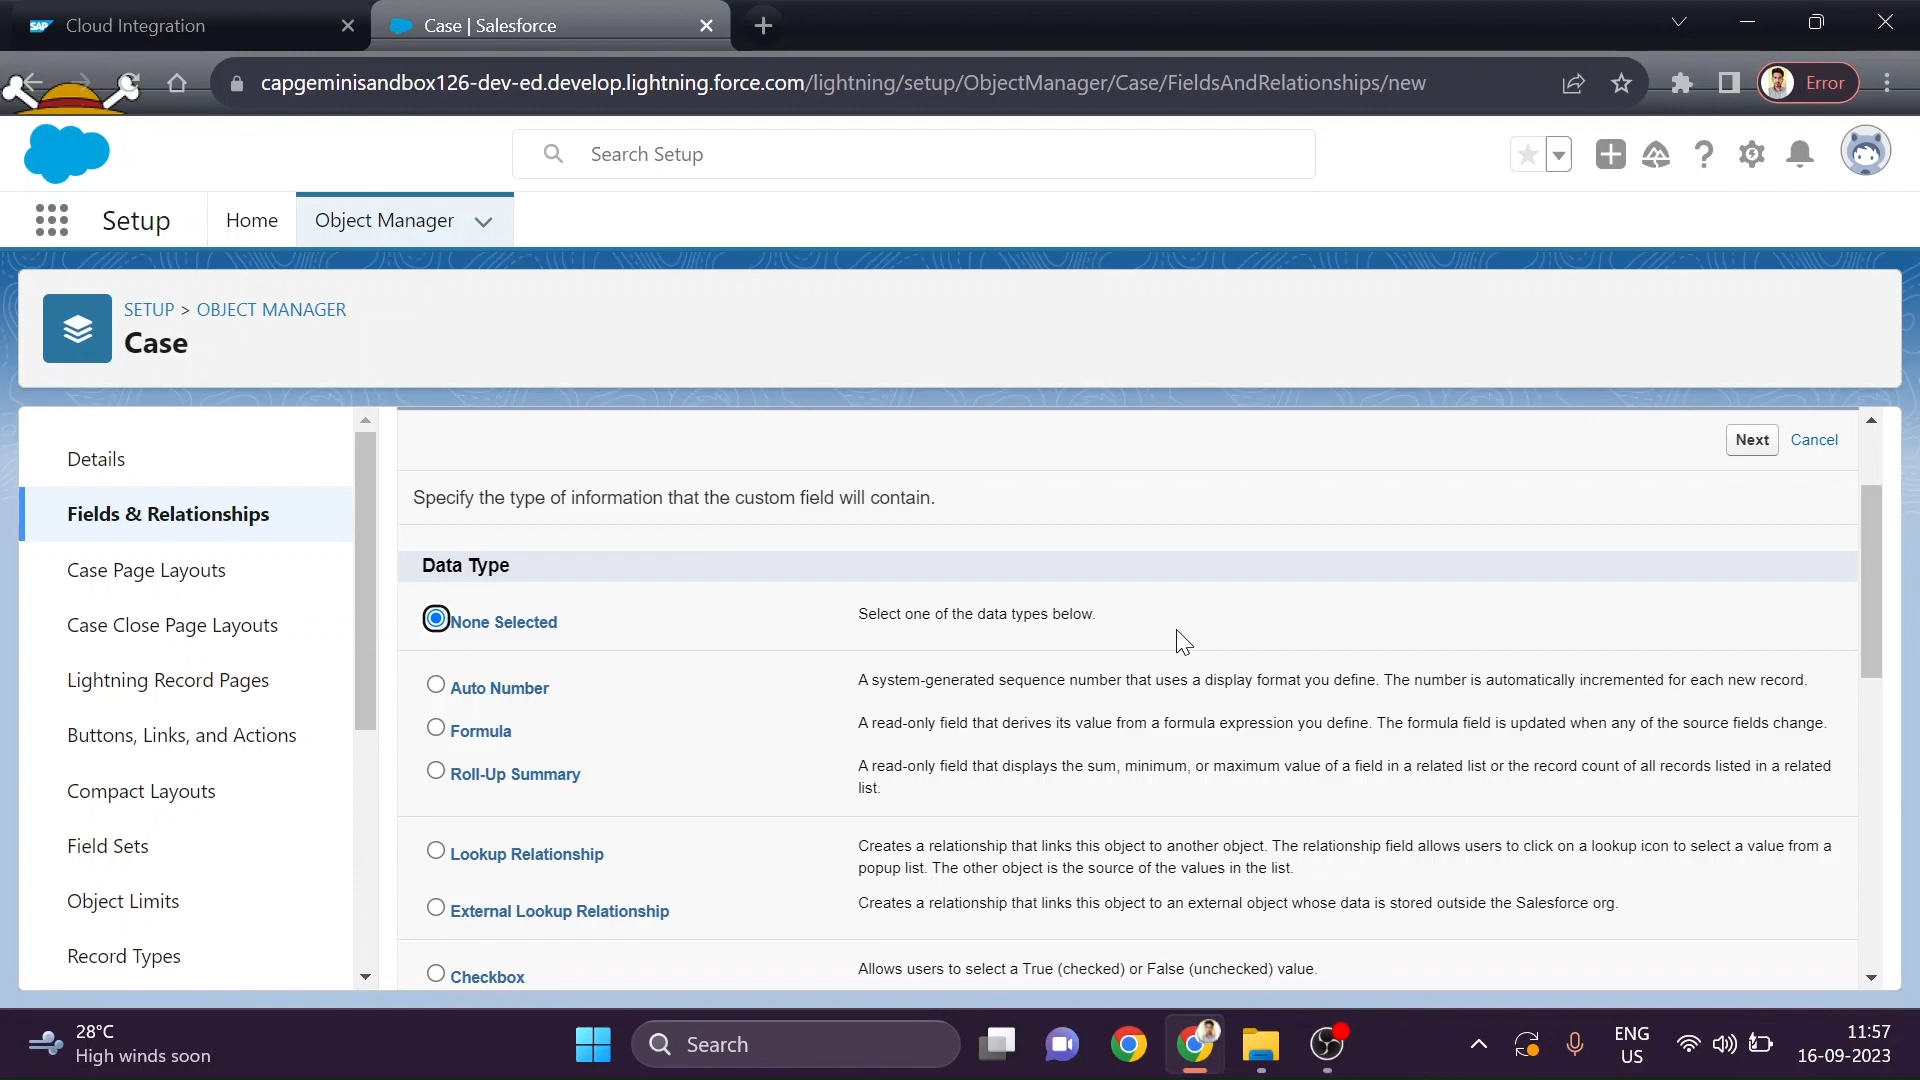 SAP Cloud Integration
Case | Salesforce
capgeminisandbox126-dev-ed.develop.lightning.force.com/lightning/setup/ObjectManager/Case/FieldsAndRelationships/new
Error
Search Setup
Setup
Home
Object Manager
SETUP > OBJECT MANAGER
Case
Details
Fields & Relationships
Case Page Layouts
Case Close Page Layouts
Lightning Record Pages
Buttons, Links, and Actions
Compact Layouts
Field Sets
Object Limits
Record Types
Next Cancel
Specify the type of information that the custom field will contain.
Data Type
None Selected
Select one of the data types below.
Auto Number
A system-generated sequence number that uses a display format you define. The number is automatically incremented for each new record.
Formula
A read-only field that derives its value from a formula expression you define. The formula field is updated when any of the source fields change.
Roll-Up Summary
A read-only field that displays the sum, minimum, or maximum value of a field in a related list or the record count of all records listed in a related
list.
Lookup Relationship
Creates a relationship that links this object to another object. The relationship field allows users to click on a lookup icon to select a value from a
popup list. The other object is the source of the values in the list.
External Lookup Relationship
Creates a relationship that links this object to an external object whose data is stored outside the Salesforce org.
Checkbox
Allows users to select a True (checked) or False (unchecked) value.
28°C
High winds soon
Search
ENG
US
11:57
16-09-2023